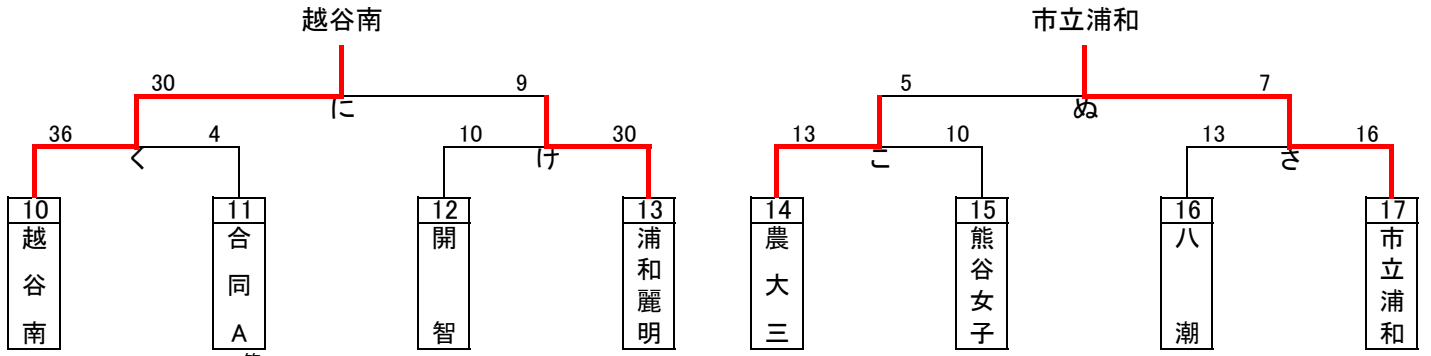 越谷南 市立浦和
30 9 5 7
に ぬ
36 4 10 30 13 10 13 16
く け こ さ
10 11 12 13 14 15 16 17
越谷南
合同A
開智
浦和麗明
農大三
熊谷女子
八潮
市立浦和